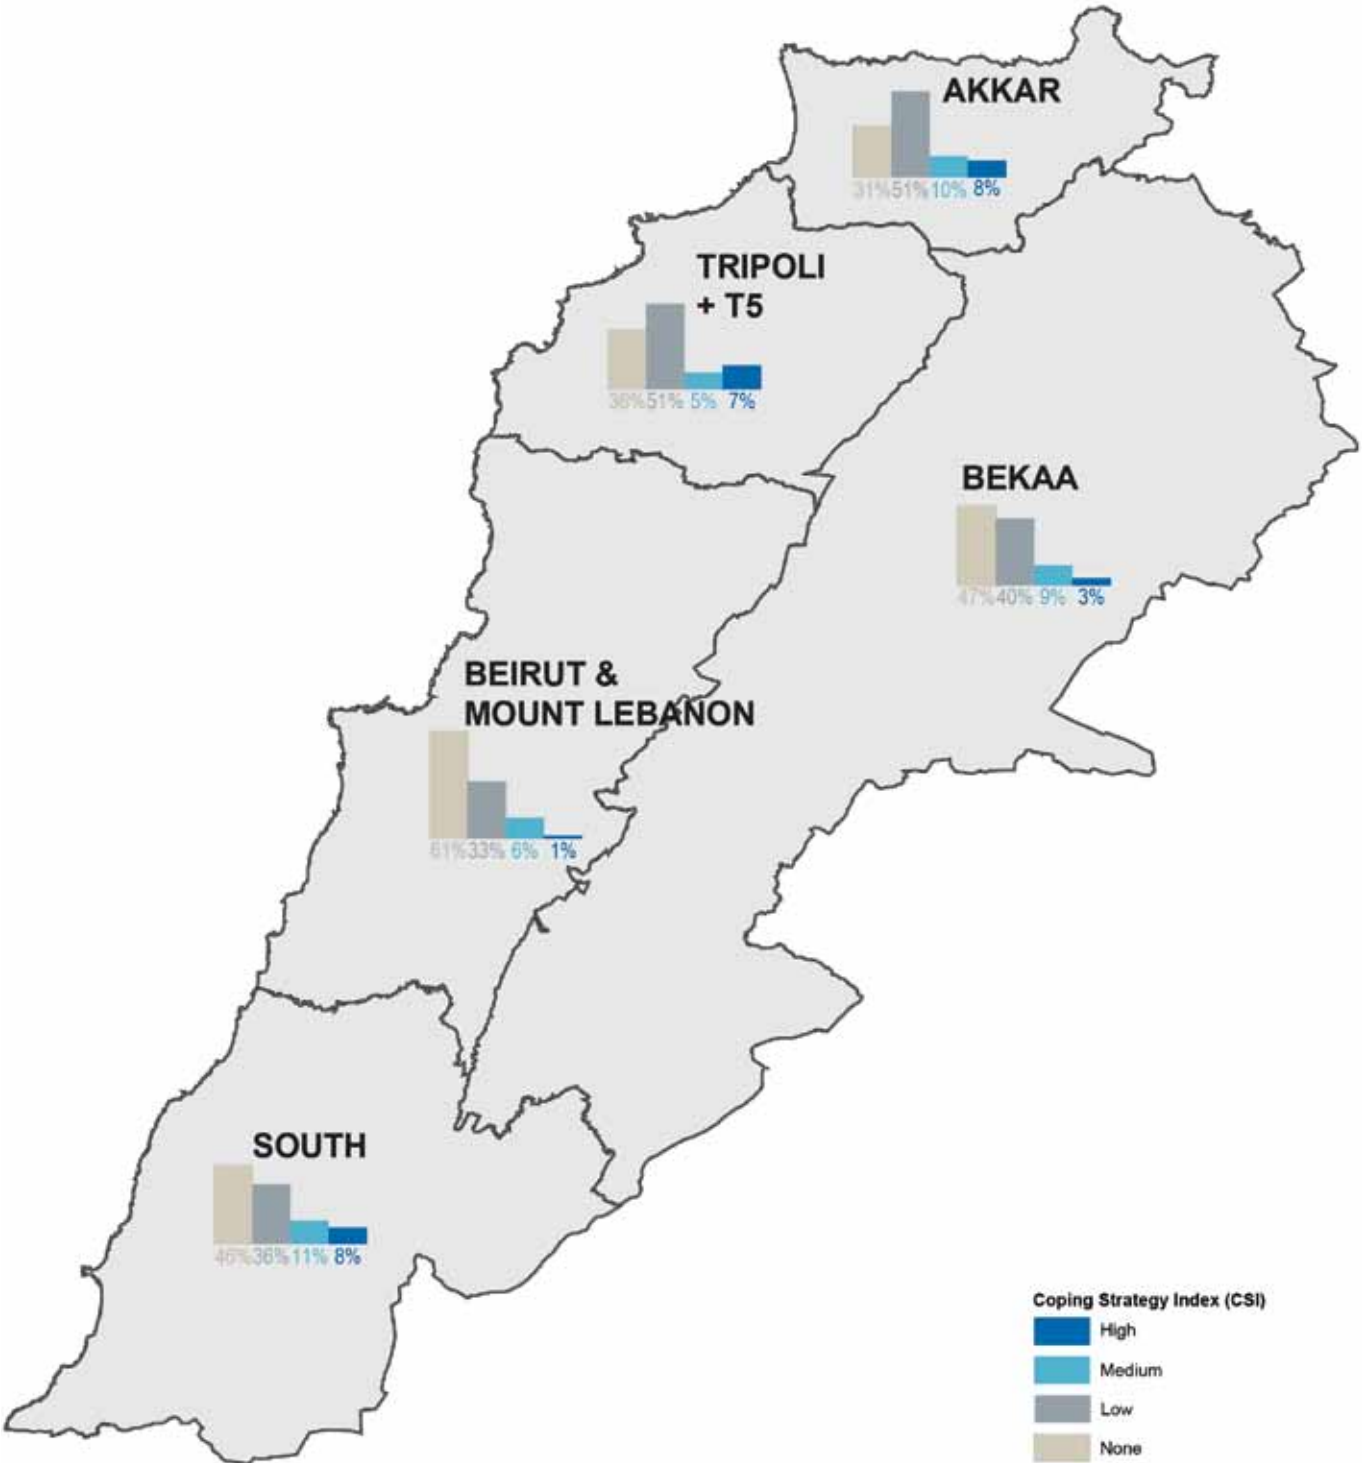 AKKAR
31% 51% 10% 8%
TRIPOLI
+ T5
36% 51% 5% 7%
BEKAA
47% 40% 9% 3%
BEIRUT &
MOUNT LEBANON
61% 33% 6% 1%
SOUTH
46% 36% 11% 8%
Coping Strategy Index (CSI)
High
Medium
Low
None